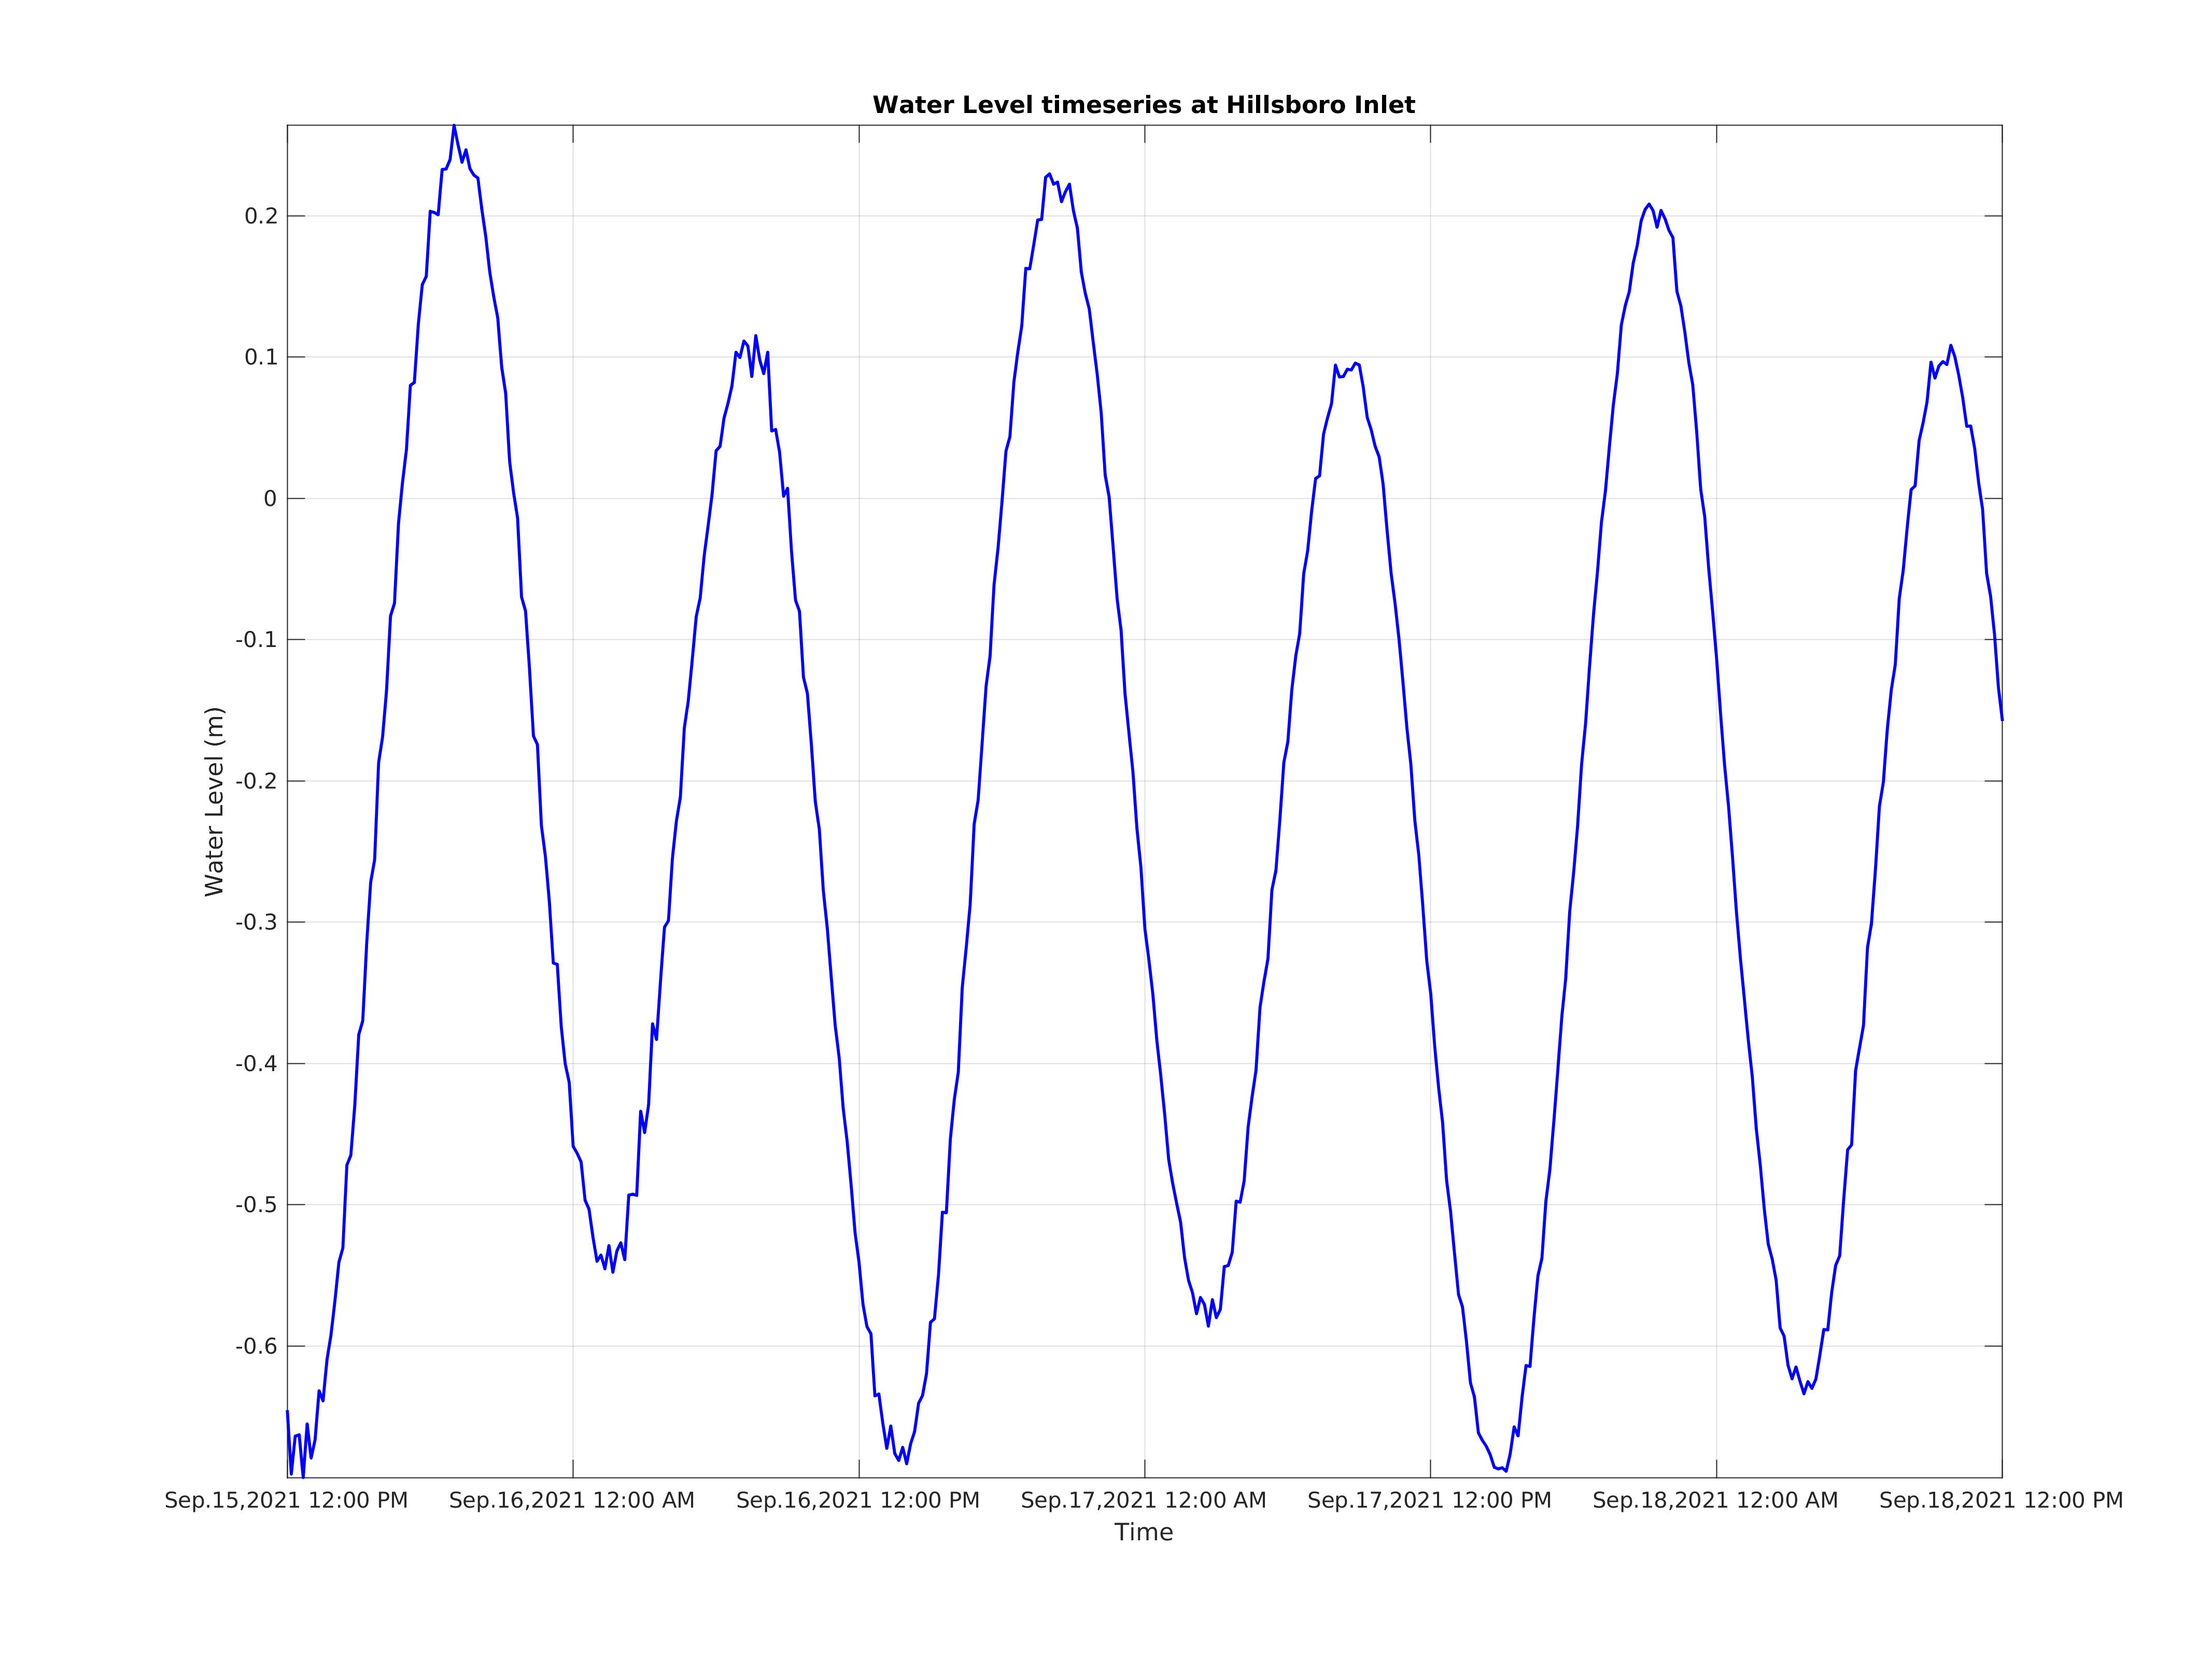 Water Level timeseries at Hillsboro Inlet
0.2
0.1
0
-0.1
-0.2
-0.3
-0.4
-0.5
-0.6
Water Level (m)
Sep.15,2021 12:00 PM Sep.16,2021 12:00 AM Sep.16,2021 12:00 PM Sep.17,2021 12:00 AM Sep.17,2021 12:00 PM Sep.18,2021 12:00 AM Sep.18,2021 12:00 PM
Time